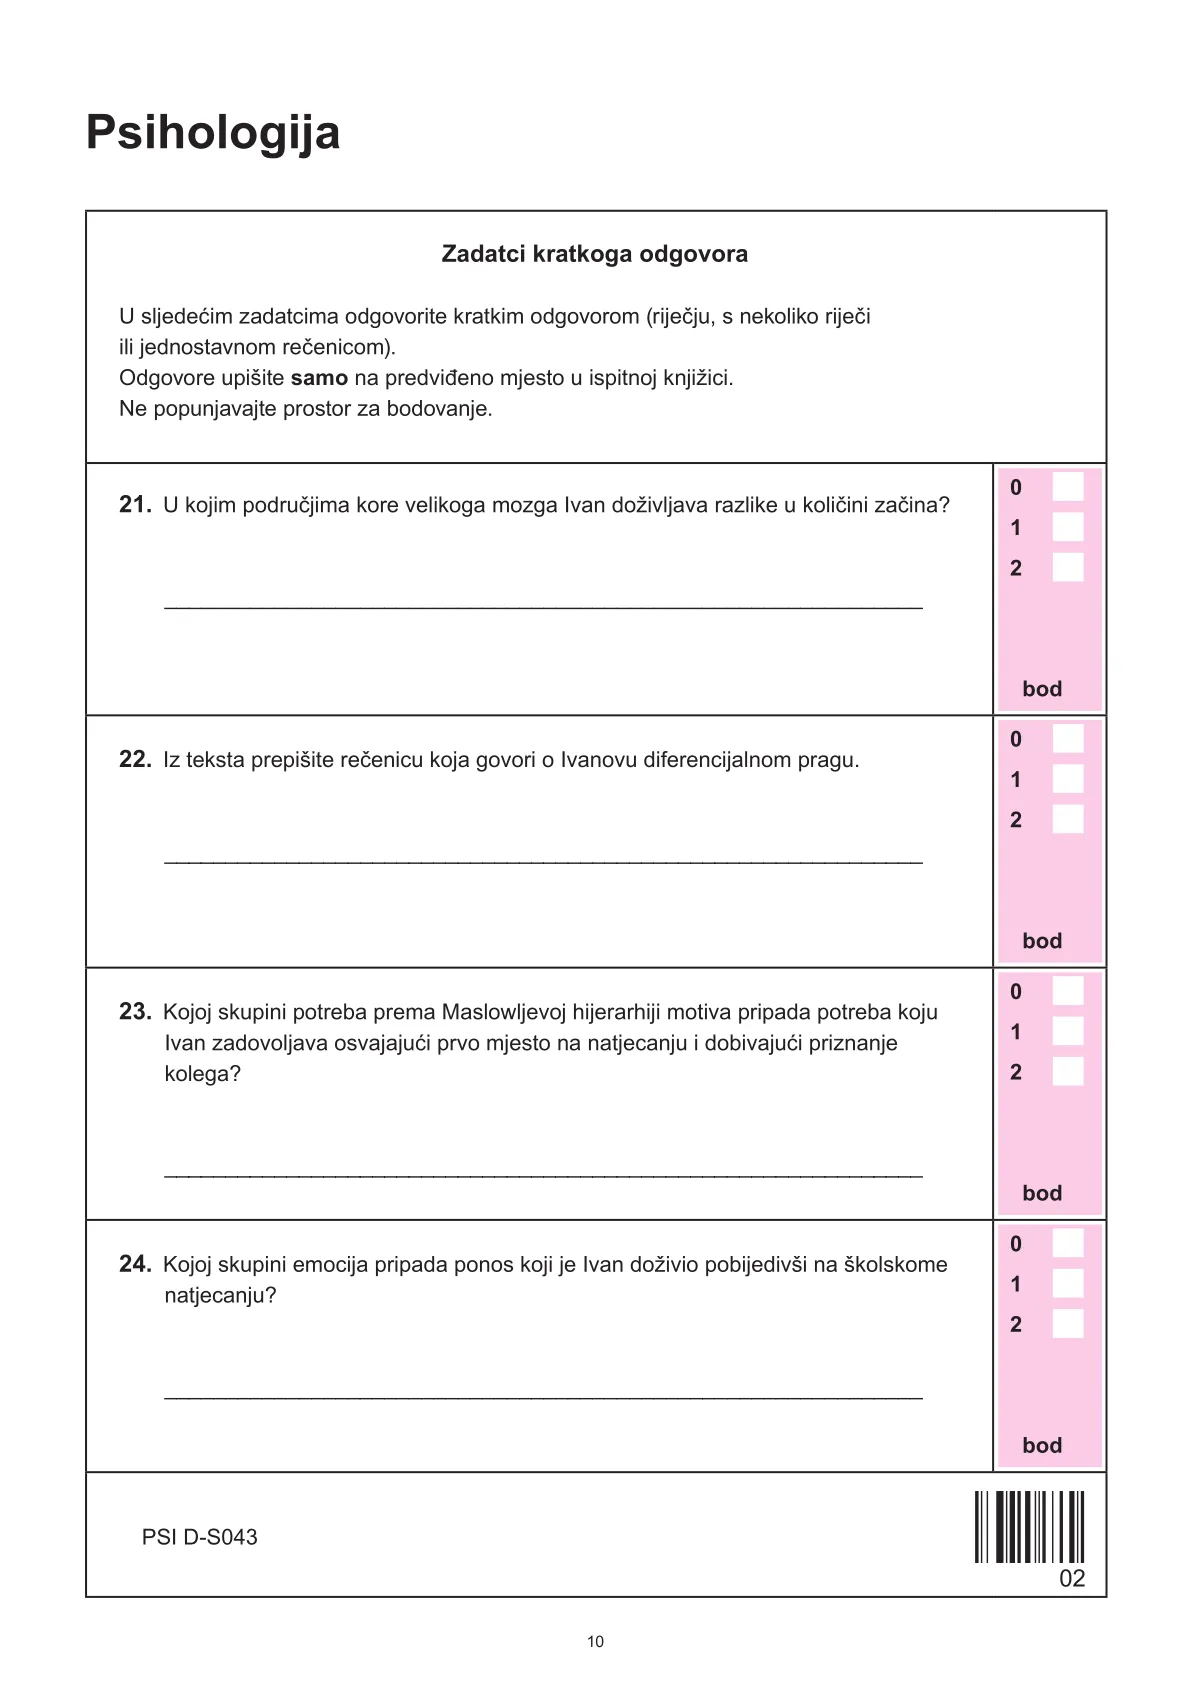 Psihologija
Zadatci kratkoga odgovora
U sljedećim zadatcima odgovorite kratkim odgovorom (riječju, s nekoliko riječi
ili jednostavnom rečenicom).
Odgovore upišite samo na predviđeno mjesto u ispitnoj knjižici.
Ne popunjavajte prostor za bodovanje.
21. U kojim područjima kore velikoga mozga Ivan doživljava razlike u količini začina?
0
1
2
bod
22. Iz teksta prepišite rečenicu koja govori o Ivanovu diferencijalnom pragu.
0
1
2
bod
23. Kojoj skupini potreba prema Maslowljevoj hijerarhiji motiva pripada potreba koju
Ivan zadovoljava osvajajući prvo mjesto na natjecanju i dobivajući priznanje
kolega?
0
1
2
bod
24. Kojoj skupini emocija pripada ponos koji je Ivan doživio pobijedivši na školskome
natjecanju?
0
1
2
bod
PSI D-S043
02
10